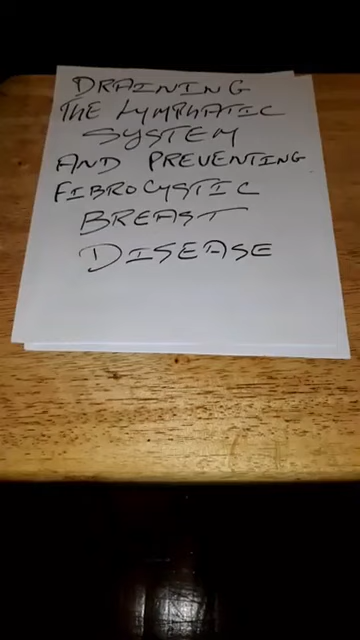 DRAINING
THE LYMPHATIC
SYSTEM
AND PREVENTING
FIBROCYSTIC
BREAST
DISEASE